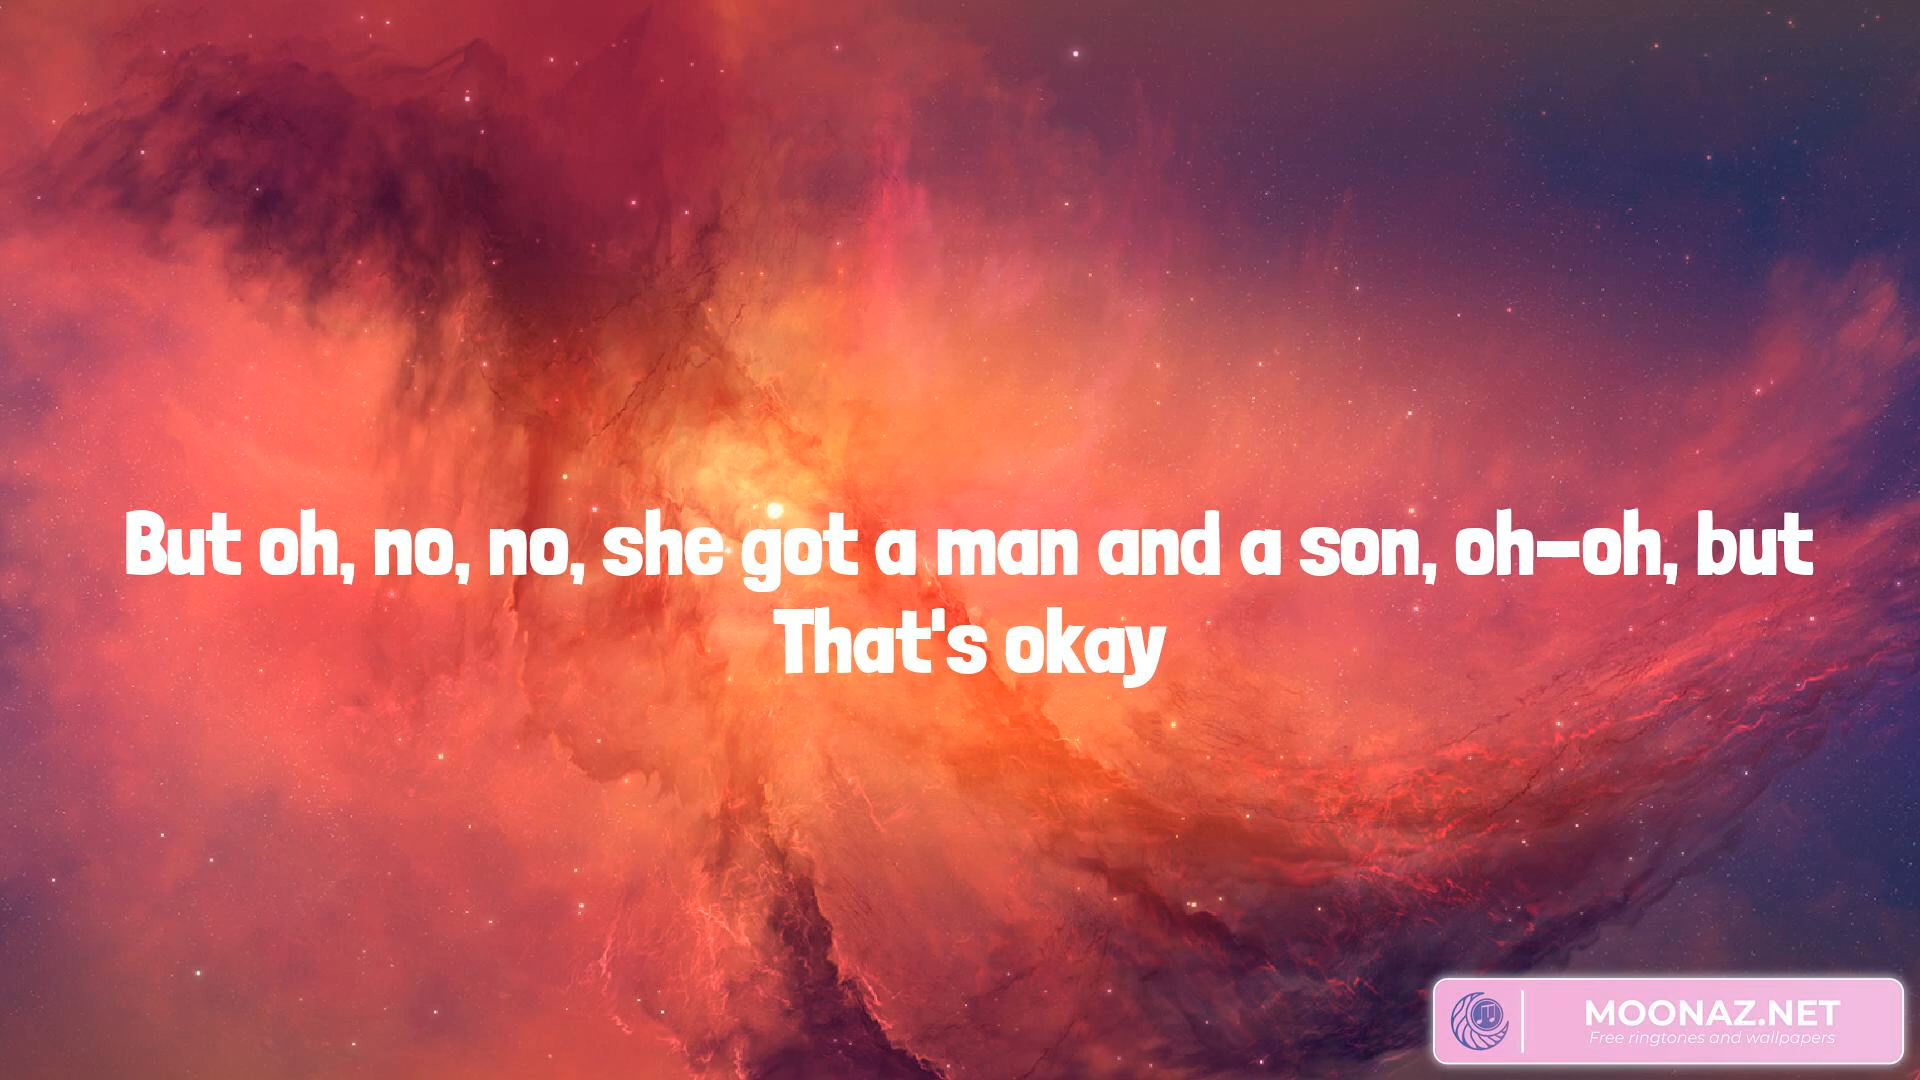 But oh, no, no, she got a man and a son, oh-oh, but
That's okay
MOONAZ.NET
Free ringtones and wallpapers